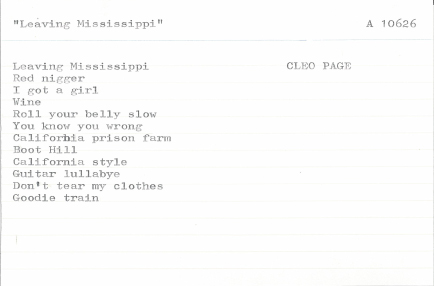 "Leaving Mississippi" A 10626
Leaving Mississippi CLEO PAGE
Red nigger
I got a girl
Wine
Roll your belly slow
You know you wrong
California prison farm
Boot Hill
California style
Guitar lullabye
Don't tear my clothes
Goodie train